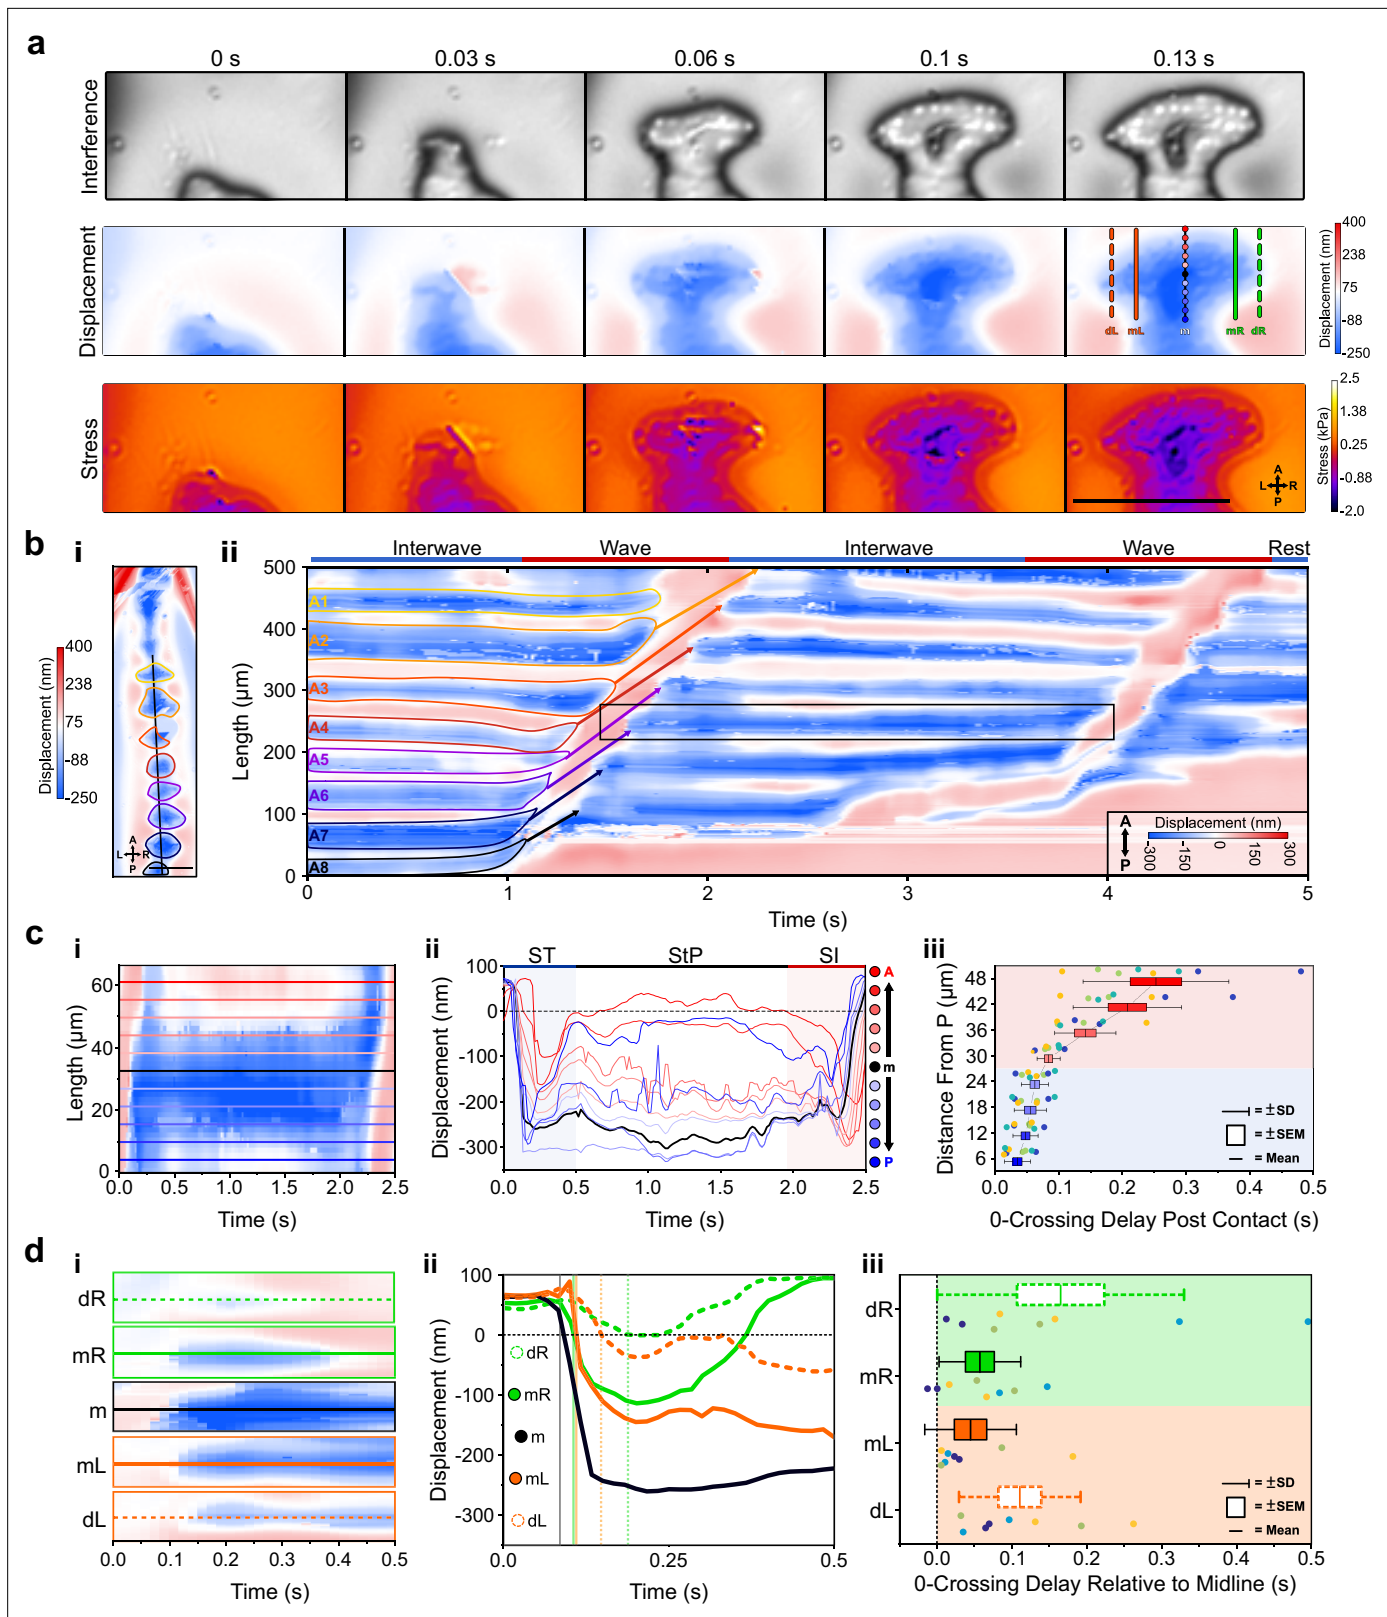 a
0 s 0.03 s 0.06 s 0.1 s 0.13 s
Interference
Displacement
dL mL m mR dR
400
238
75
-88
-250
Displacement (nm)
Stress
A
L R
P
2.5
1.38
0.25
-0.88
-2.0
Stress (kPa)
b
i
400
238
75
-88
-250
Displacement (nm)
A
L R
P
ii
Interwave Wave Interwave Wave Rest
500
400
300
200
100
0
Length (µm)
A1
A2
A3
A4
A5
A6
A7
A8
A
P
Displacement (nm)
300 150 0 150 300
0 1 2 3 4 5
Time (s)
c
i
60
40
20
0
Length (µm)
0.0 0.5 1.0 1.5 2.0 2.5
Time (s)
ii
ST StP SI
100
0
-100
-200
-300
Displacement (nm)
A
m
P
0.0 0.5 1.0 1.5 2.0 2.5
Time (s)
iii
48
42
36
30
24
18
12
6
Distance From P (µm)
= ±SD
= ±SEM
= Mean
0.0 0.1 0.2 0.3 0.4 0.5
0-Crossing Delay Post Contact (s)
d
i
dR
mR
m
mL
dL
0.0 0.1 0.2 0.3 0.4 0.5
Time (s)
ii
100
0
-100
-200
-300
Displacement (nm)
dR
mR
m
mL
dL
0.0 0.25 0.5
Time (s)
iii
dR
mR
mL
dL
= ±SD
= ±SEM
= Mean
0.0 0.1 0.2 0.3 0.4 0.5
0-Crossing Delay Relative to Midline (s)